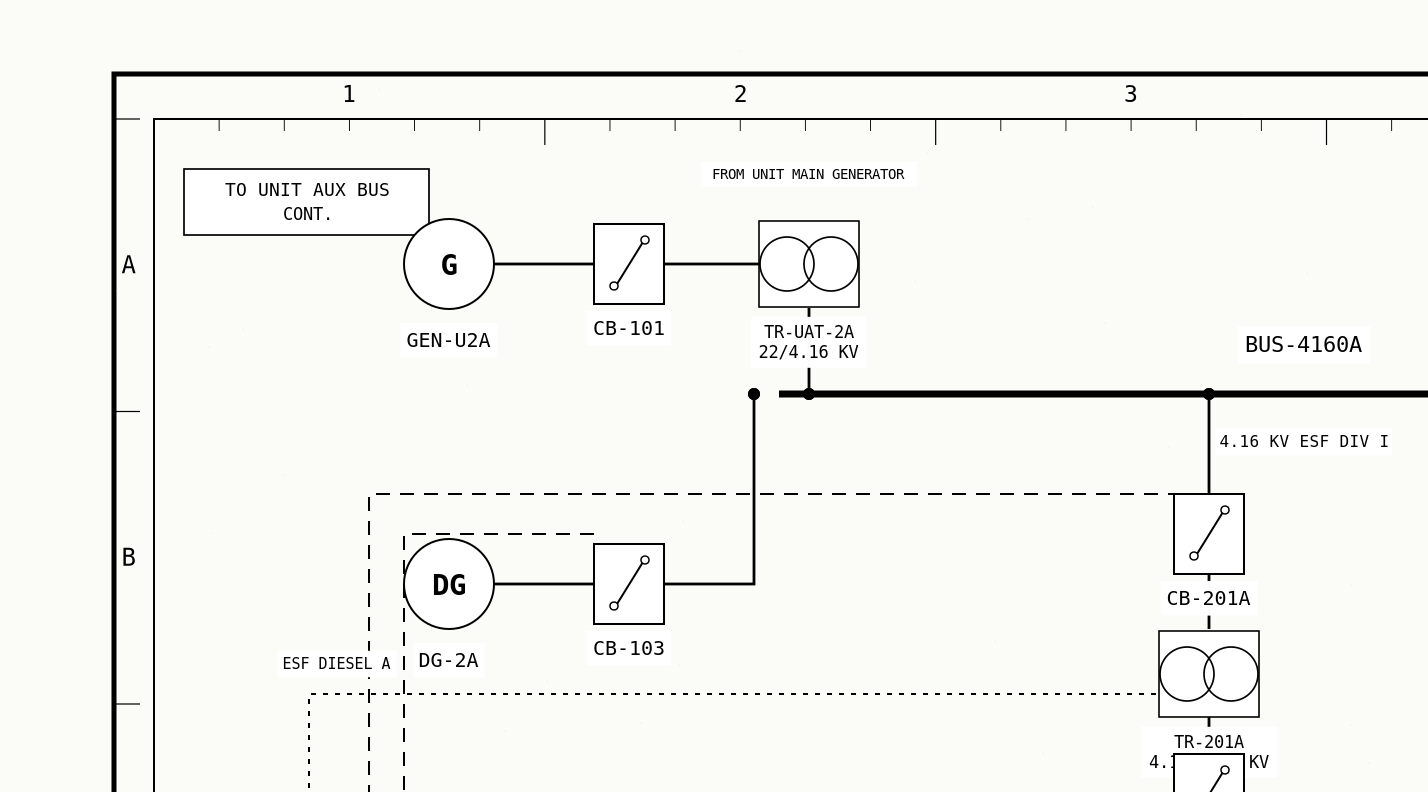 1 2 3
TO UNIT AUX BUS
CONT.
FROM UNIT MAIN GENERATOR
A
G
GEN-U2A
CB-101
TR-UAT-2A
22/4.16 KV
BUS-4160A
4.16 KV ESF DIV I
B
DG
DG-2A
CB-103
CB-201A
ESF DIESEL A
TR-201A
KV